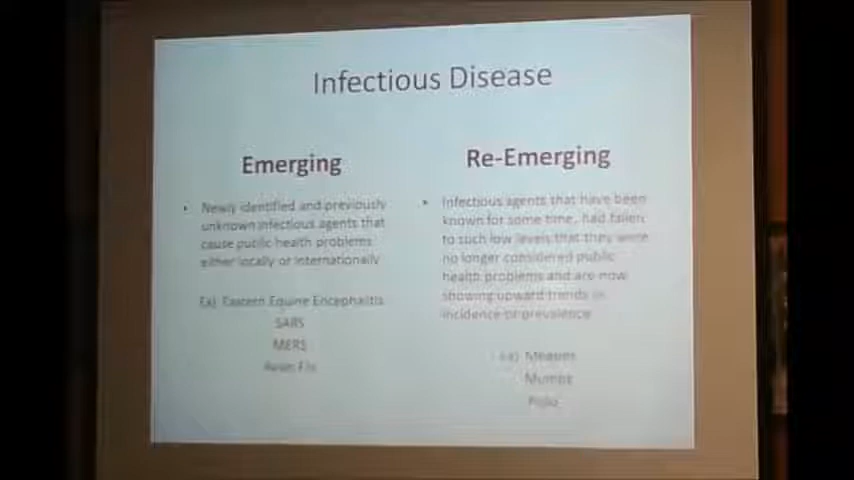 Infectious Disease
Emerging
• Newly identified and previously
unknown infectious agents that
cause public health problems
either locally or internationally
Ex) Eastern Equine Encephalitis
SARS
MERS
Avian Flu
Re-Emerging
• Infectious agents that have been
known for some time, had fallen
to such low levels that they were
no longer considered public
health problems and are now
showing upward trends in
incidence or prevalence
Ex) Measles
Mumps
Polio